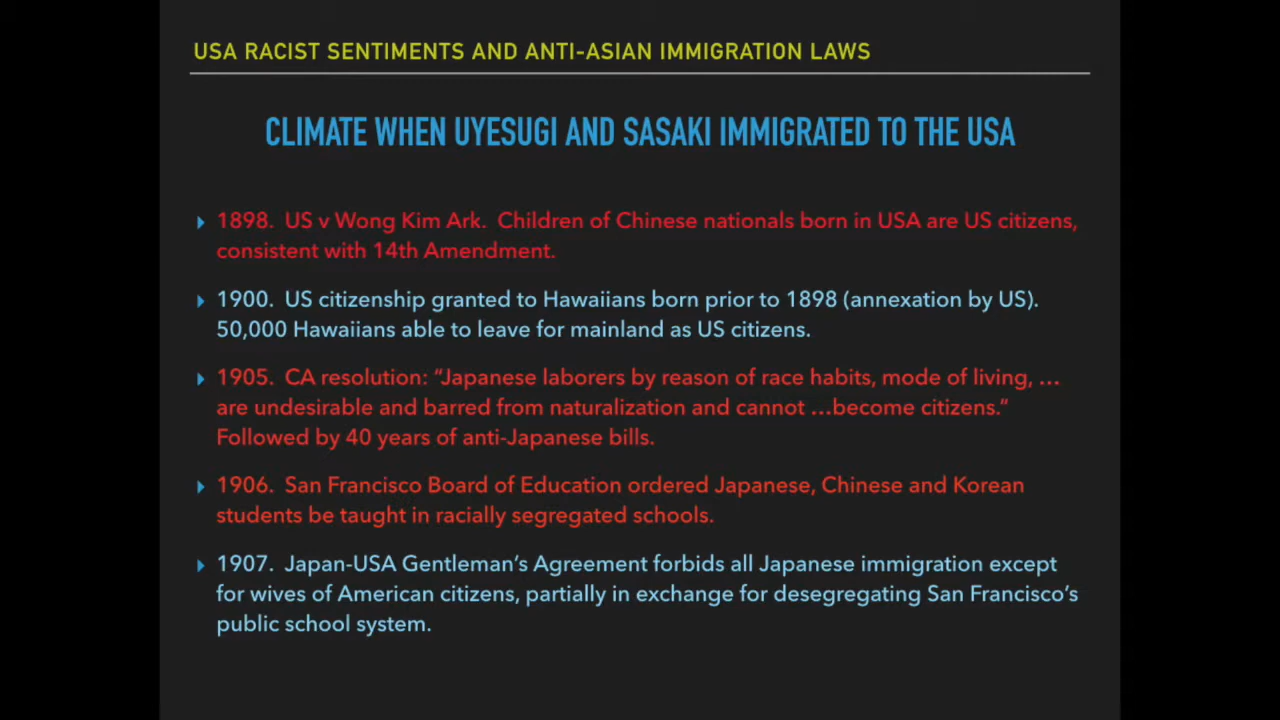 USA RACIST SENTIMENTS AND ANTI-ASIAN IMMIGRATION LAWS
CLIMATE WHEN UYESUGI AND SASAKI IMMIGRATED TO THE USA
1898. US v Wong Kim Ark. Children of Chinese nationals born in USA are US citizens,
consistent with 14th Amendment.
1900. US citizenship granted to Hawaiians born prior to 1898 (annexation by US).
50,000 Hawaiians able to leave for mainland as US citizens.
1905. CA resolution: “Japanese laborers by reason of race habits, mode of living, …
are undesirable and barred from naturalization and cannot …become citizens.“
Followed by 40 years of anti-Japanese bills.
1906. San Francisco Board of Education ordered Japanese, Chinese and Korean
students be taught in racially segregated schools.
1907. Japan-USA Gentleman’s Agreement forbids all Japanese immigration except
for wives of American citizens, partially in exchange for desegregating San Francisco’s
public school system.